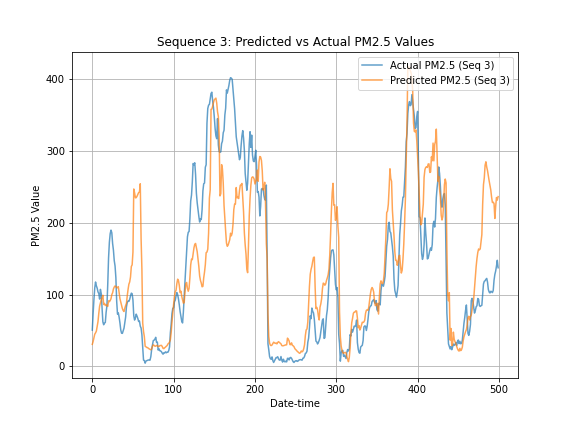 Sequence 3: Predicted vs Actual PM2.5 Values
Actual PM2.5 (Seq 3)
Predicted PM2.5 (Seq 3)
400
300
200
100
0
PM2.5 Value
0 100 200 300 400 500
Date-time